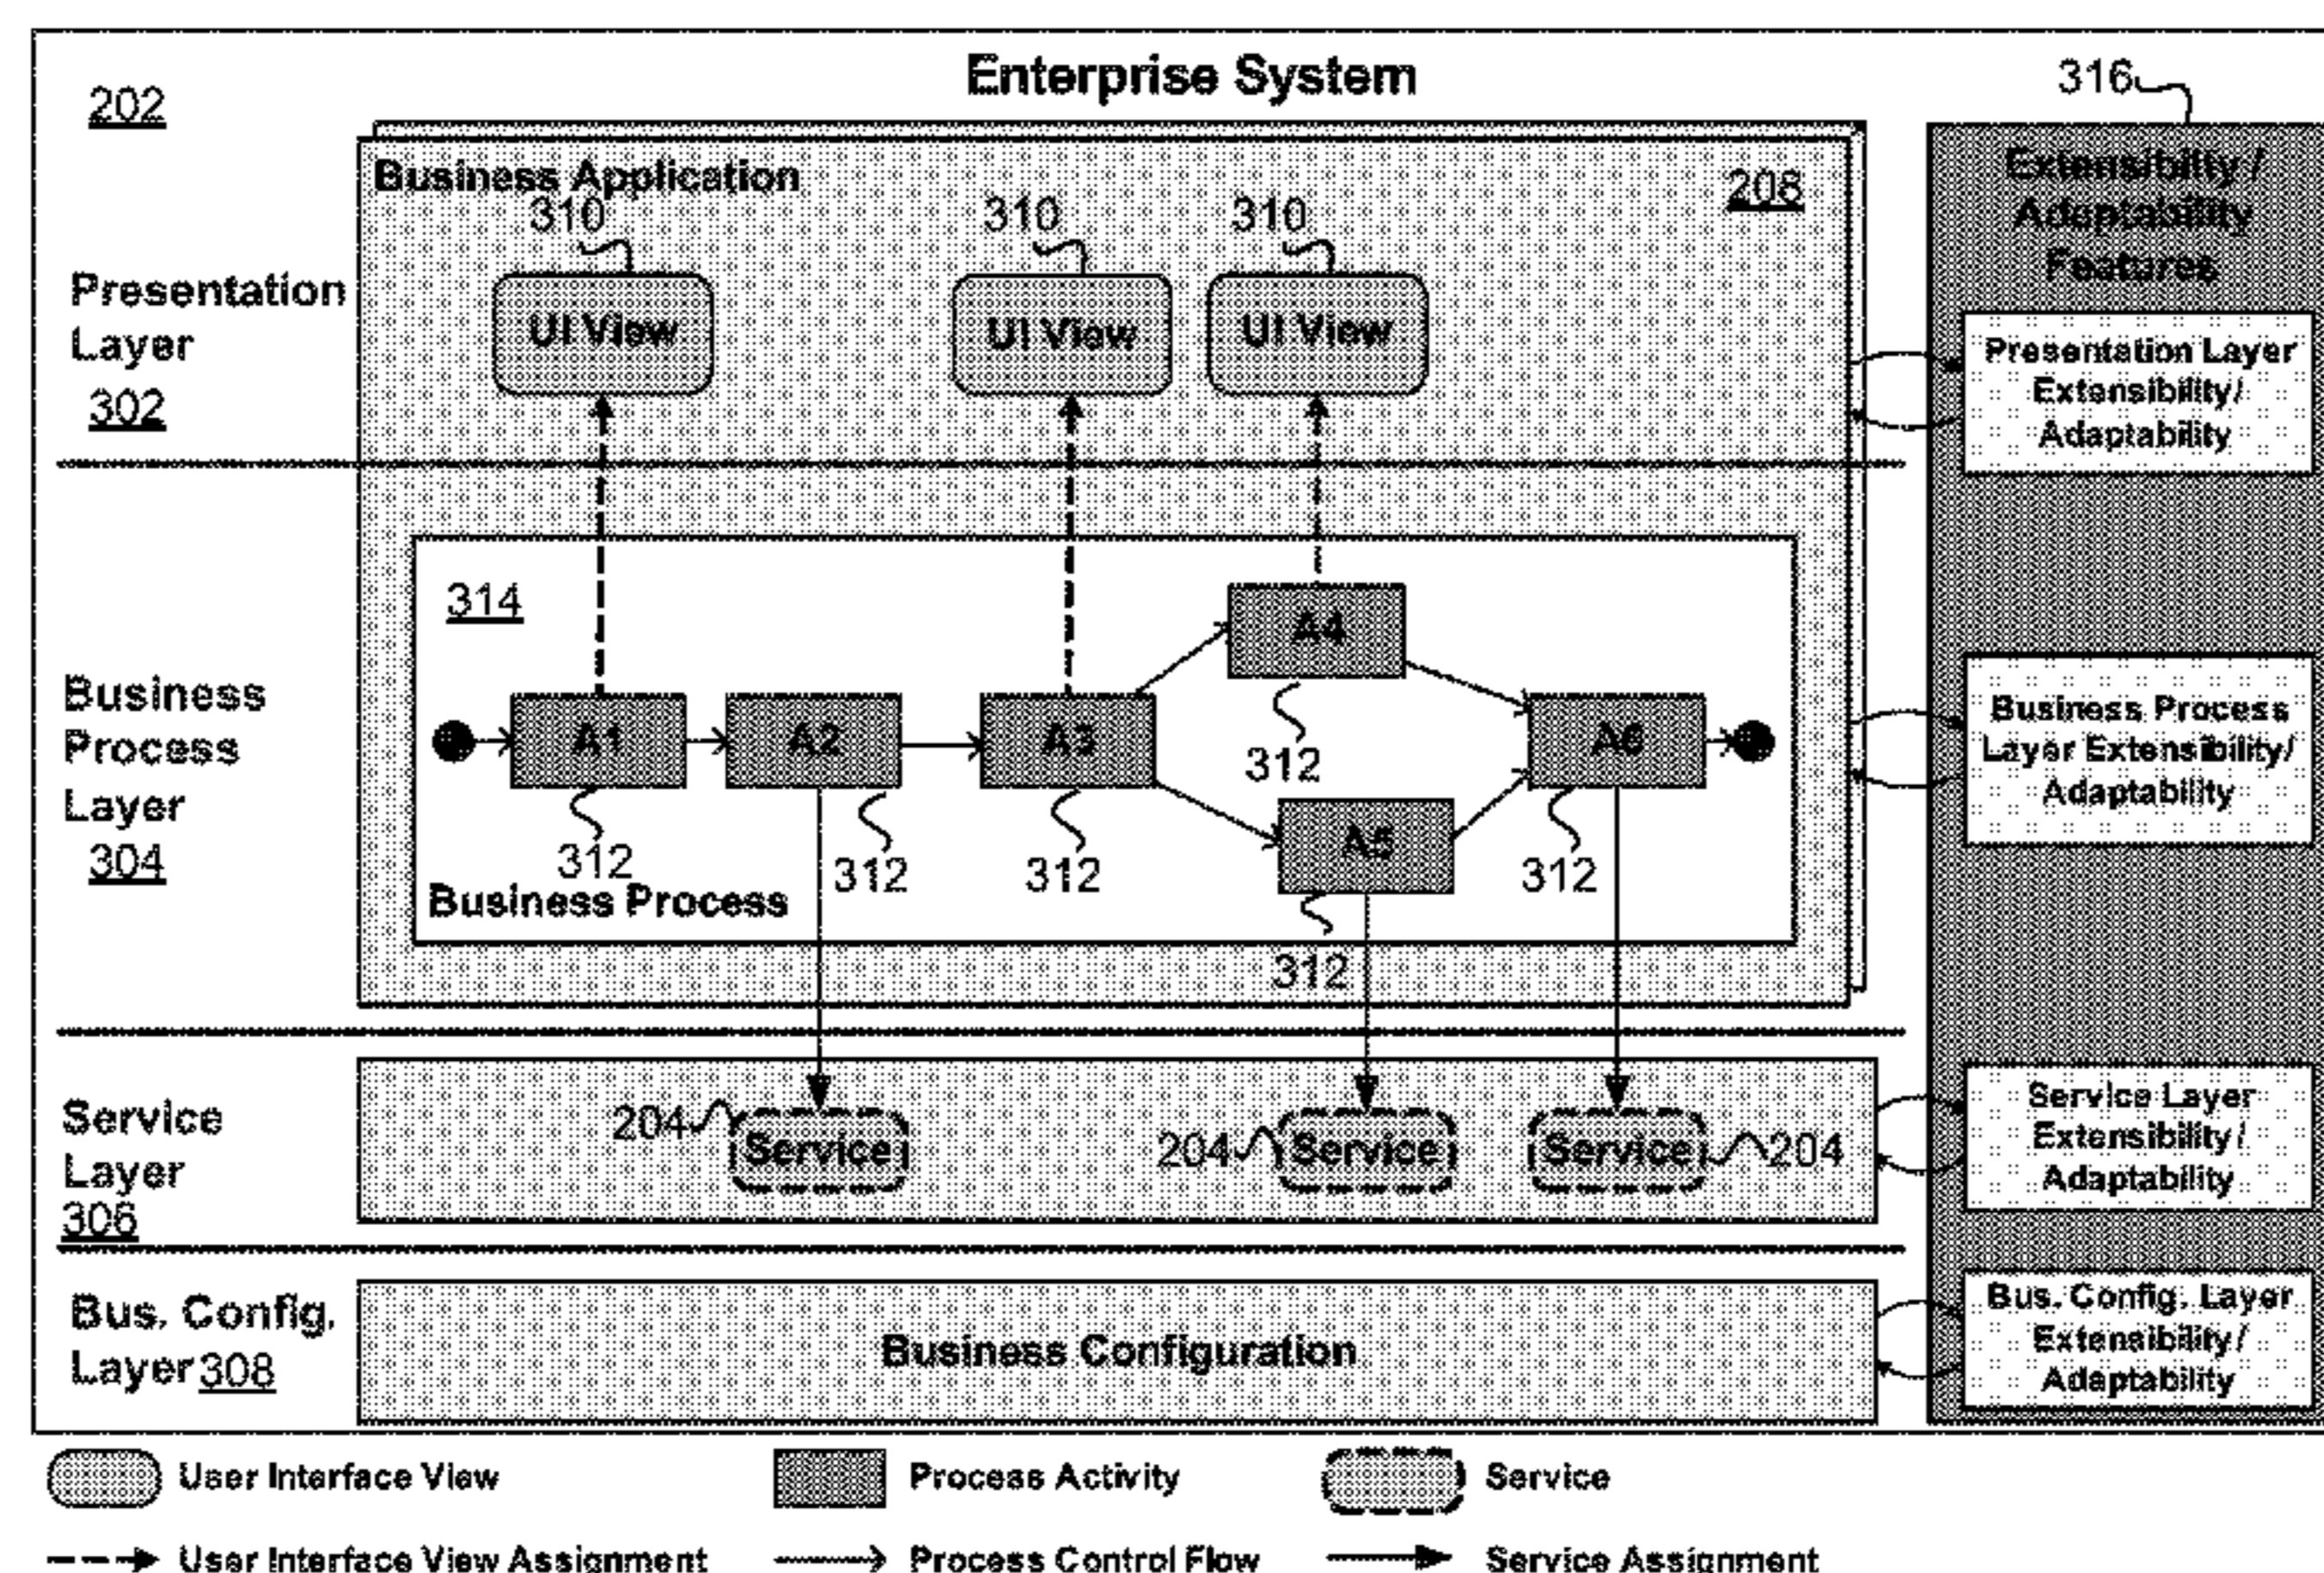 Enterprise System
202
316
Business Application
208
Extensibilty /
Adaptability
Features
310
310
310
Presentation
Layer
302
UI View
UI View
UI View
Presentation Layer
Extensibility/
Adaptability
314
A4
Business
Process
Layer
304
A1
A2
A3
312
A6
Business Process
Layer Extensibility/
Adaptability
A5
312
312
312
312
Business Process
312
Service
Layer
306
204
Service
204
Service
Service
204
Service Layer
Extensibility/
Adaptability
Bus. Config.
Layer 308
Business Configuration
Bus. Config. Layer
Extensibility/
Adaptability
User Interface View
Process Activity
Service
User Interface View Assignment
Process Control Flow
Service Assignment